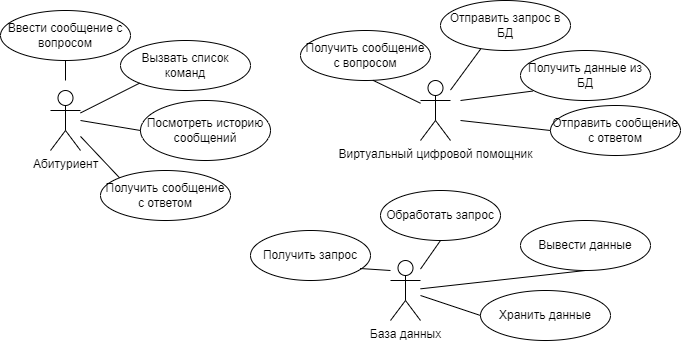 Ввести сообщение с
вопросом
Вызвать список
команд
Посмотреть историю
сообщений
Получить сообщение
с ответом
Абитуриент
Получить сообщение
с вопросом
Отправить запрос в
БД
Получить данные из
БД
Отправить сообщение
с ответом
Виртуальный цифровой помощник
Получить запрос
Обработать запрос
Вывести данные
Хранить данные
База данных